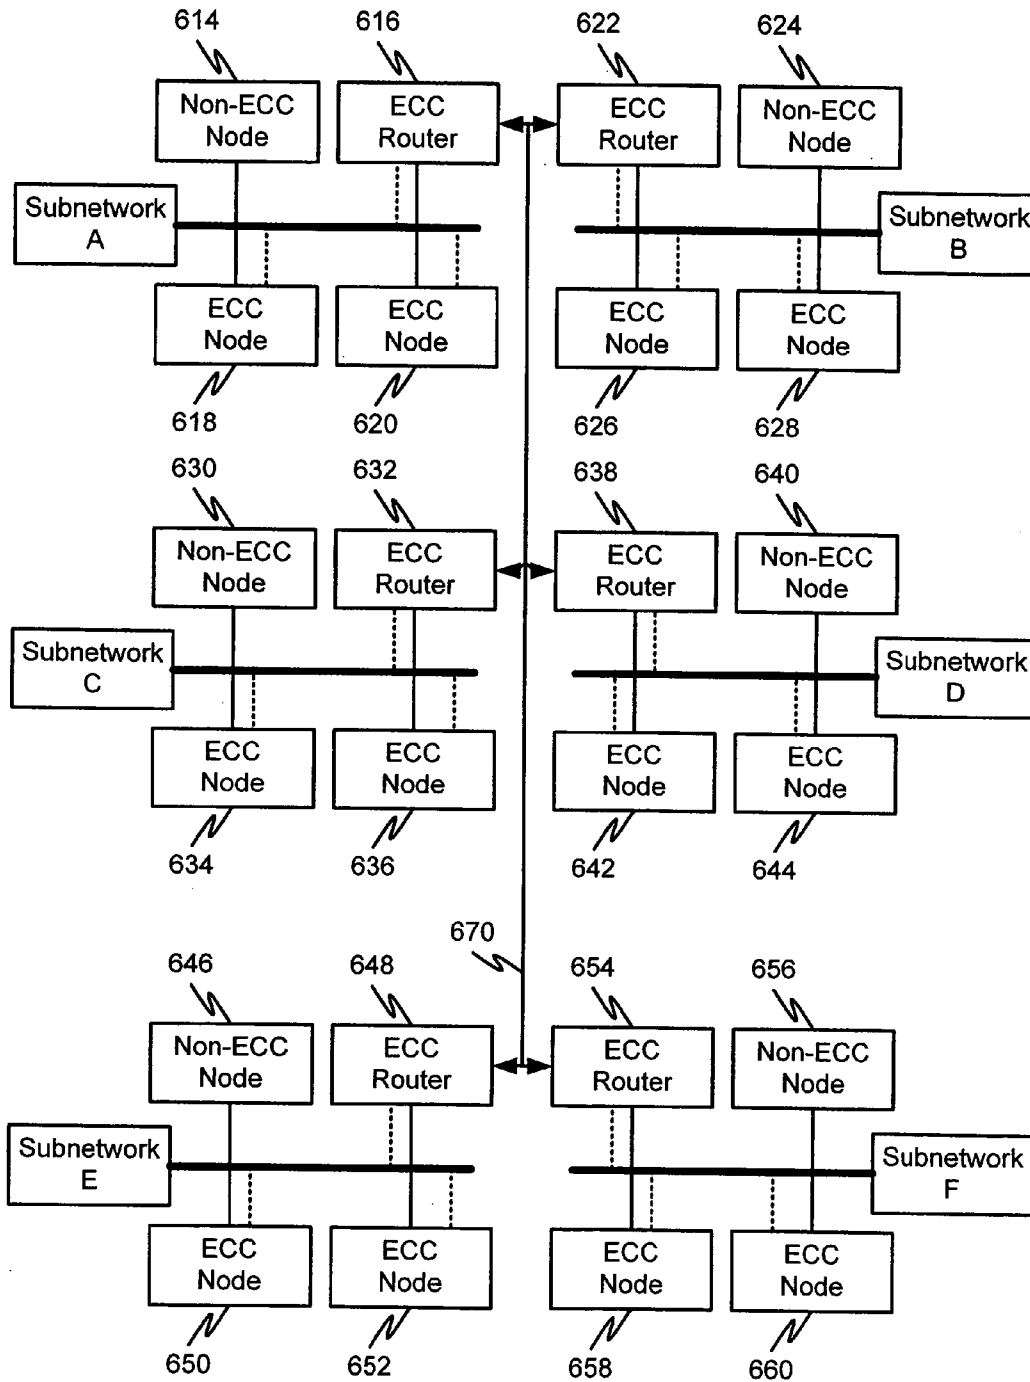 614
616
622
624
Non-ECC
Node
ECC
Router
ECC
Router
Non-ECC
Node
Subnetwork
A
Subnetwork
B
ECC
Node
ECC
Node
ECC
Node
ECC
Node
618
620
626
628
630
632
638
640
Non-ECC
Node
ECC
Router
ECC
Router
Non-ECC
Node
Subnetwork
C
Subnetwork
D
ECC
Node
ECC
Node
ECC
Node
ECC
Node
634
636
642
644
670
646
648
654
656
Non-ECC
Node
ECC
Router
ECC
Router
Non-ECC
Node
Subnetwork
E
Subnetwork
F
ECC
Node
ECC
Node
ECC
Node
ECC
Node
650
652
658
660